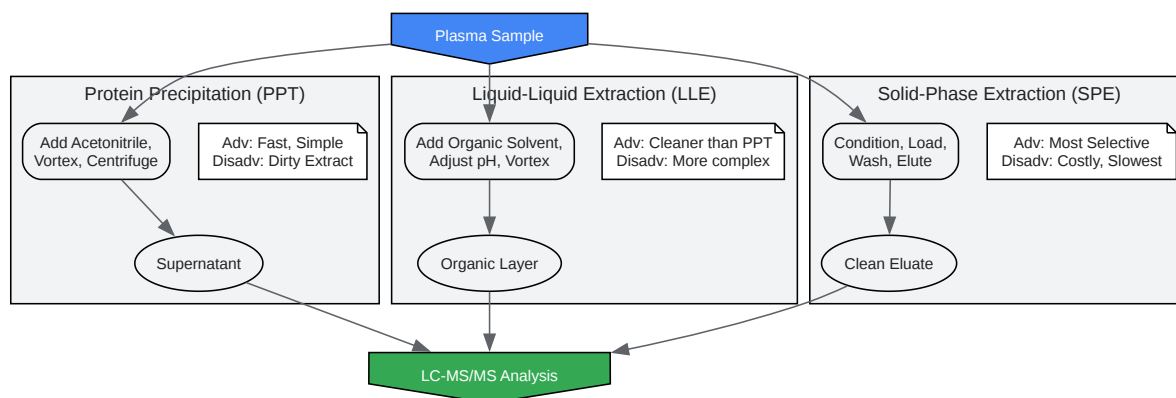 Plasma Sample
Protein Precipitation (PPT)
Add Acetonitrile,
Vortex, Centrifuge
Adv: Fast, Simple
Disadv: Dirty Extract
Supernatant
Liquid-Liquid Extraction (LLE)
Add Organic Solvent,
Adjust pH, Vortex
Adv: Cleaner than PPT
Disadv: More complex
Organic Layer
Solid-Phase Extraction (SPE)
Condition, Load,
Wash, Elute
Adv: Most Selective
Disadv: Costly, Slowest
Clean Eluate
LC-MS/MS Analysis